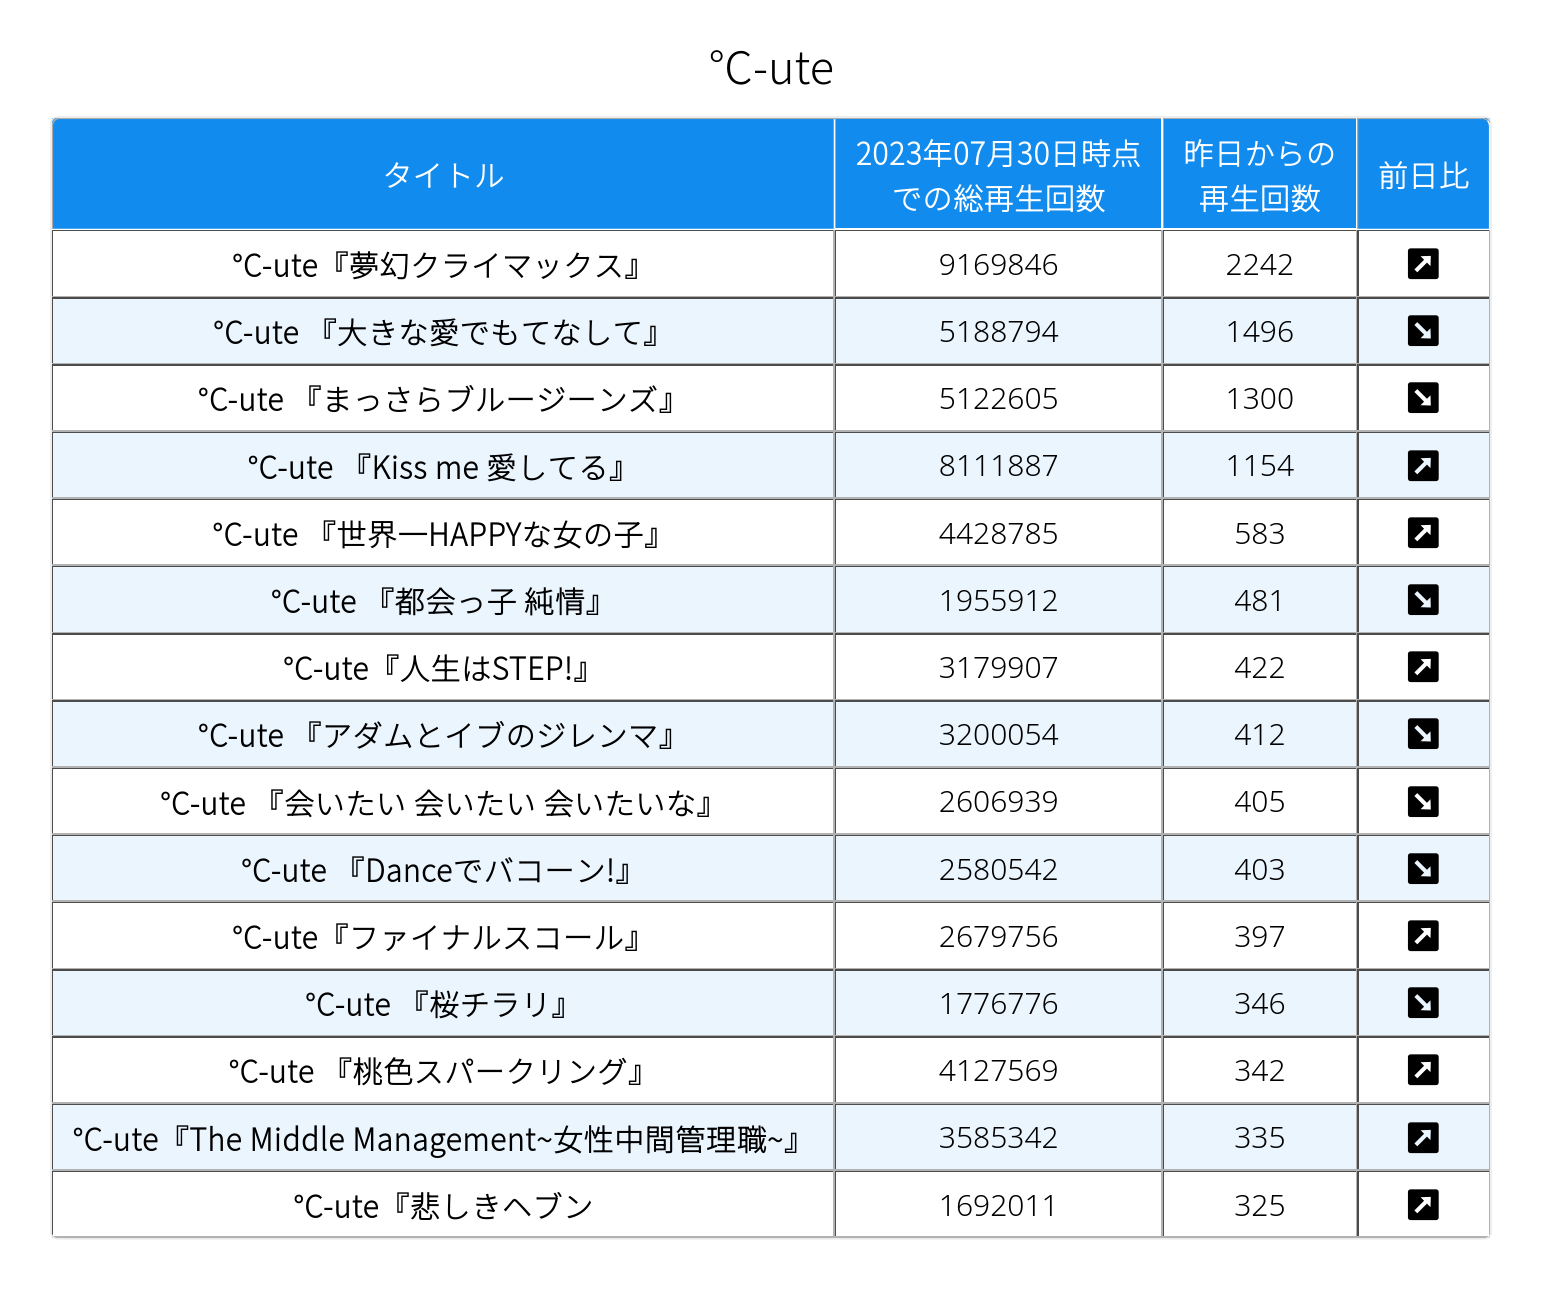 ℃-ute
タイトル
2023年07月30日時点
での総再生回数
昨日からの
再生回数
前日比
℃-ute『夢幻クライマックス』 9169846 2242
℃-ute 『大きな愛でもてなして』 5188794 1496
℃-ute 『まっさらブルージーンズ』 5122605 1300
℃-ute 『Kiss me 愛してる』 8111887 1154
℃-ute 『世界一HAPPYな女の子』 4428785 583
℃-ute 『都会っ子 純情』 1955912 481
℃-ute『人生はSTEP!』 3179907 422
℃-ute 『アダムとイブのジレンマ』 3200054 412
℃-ute 『会いたい 会いたい 会いたいな』 2606939 405
℃-ute 『Danceでバコーン!』 2580542 403
℃-ute『ファイナルスコール』 2679756 397
℃-ute 『桜チラリ』 1776776 346
℃-ute 『桃色スパークリング』 4127569 342
℃-ute『The Middle Management~女性中間管理職~』 3585342 335
℃-ute『悲しきヘブン 1692011 325